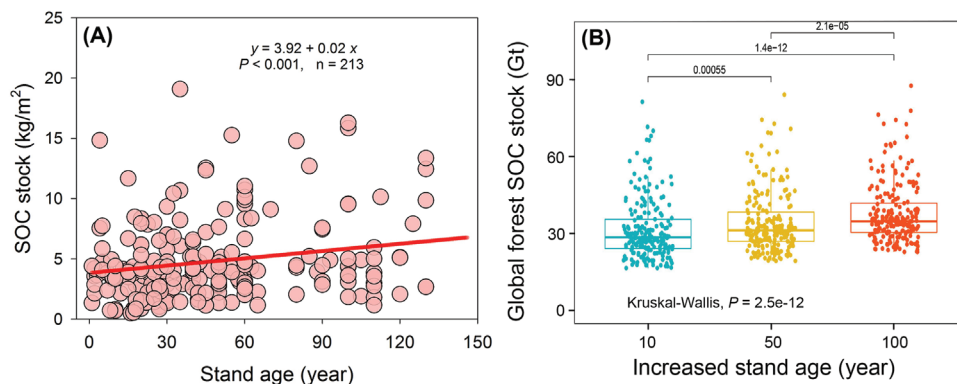 (A)
y = 3.92 + 0.02 x
P < 0.001, n = 213
SOC stock (kg/m²)
25
20
15
10
5
0
0 30 60 90 120 150
Stand age (year)
(B)
2.1e-05
1.4e-12
0.00055
Global forest SOC stock (Gt)
90
60
30
0
Kruskal-Wallis, P = 2.5e-12
10 50 100
Increased stand age (year)